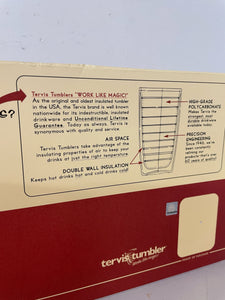 Tervis Tumblers "WORK LIKE MAGIC!"
As the original and oldest insulated tumbler
in the USA, the Tervis brand is well known
nationwide for its indestructible, insulated
drinkware and Unconditional Lifetime
Guarantee. Today as always, Tervis is
synonymous with quality and service.
AIR SPACE
Tervis Tumblers take advantage of the
insulating properties of air to keep your
drinks at just the right temperature
DOUBLE WALL INSULATION
Keeps hot drinks hot and cold drinks cold!
HIGH-GRADE
POLYCARBONATE
Makes Tervis the
strongest, most
durable drinkware
available today.
PRECISION
ENGINEERING
Since 1946, we've been
constantly
refining our
products
60 years of quality!
tervis tumbler